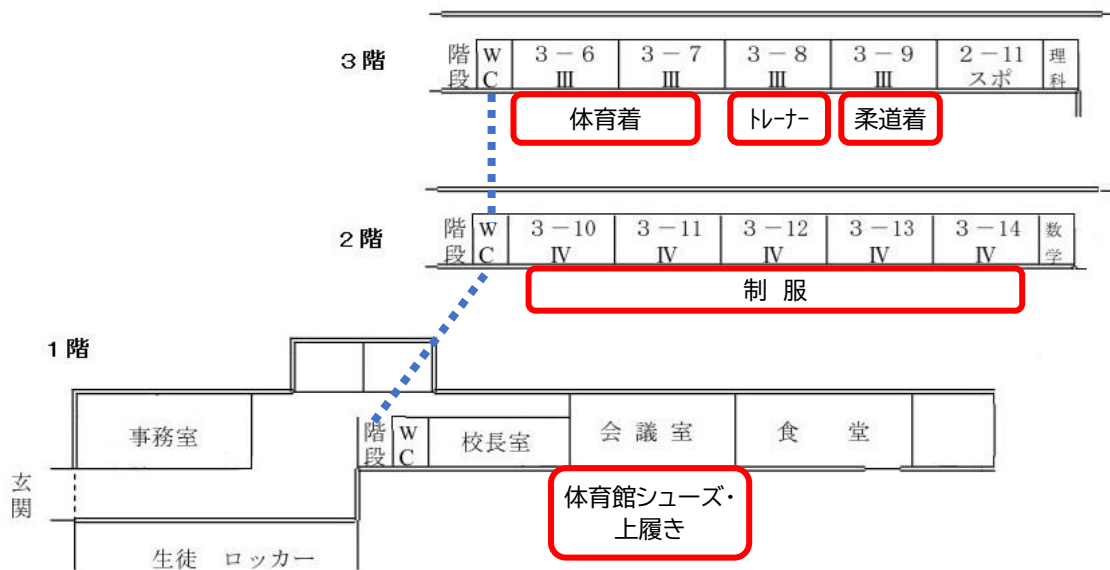 3階
階段
WC
3－6
Ⅲ
3－7
Ⅲ
3－8
Ⅲ
3－9
Ⅲ
2－11
スポ
理科
体育着
ﾄﾚｰﾅｰ
柔道着
2階
階段
WC
3－10
Ⅳ
3－11
Ⅳ
3－12
Ⅳ
3－13
Ⅳ
3－14
Ⅳ
数学
制 服
1階
事務室
階段
WC
校長室
会 議 室
食 堂
玄関
体育館シューズ・
上履き
生徒 ロッカー